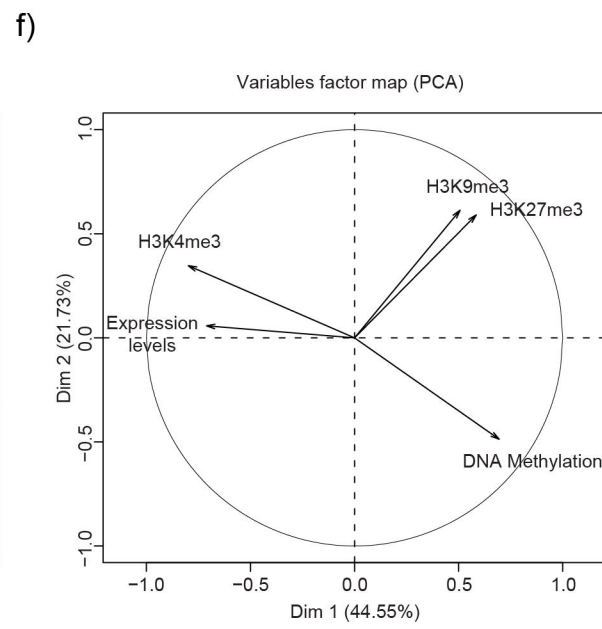 f)
Variables factor map (PCA)
H3K9me3
H3K27me3
H3K4me3
Expression
levels
DNA Methylation
Dim 2 (21.73%)
1.0
0.5
0.0
−0.5
−1.0
−1.0
−0.5
0.0
0.5
1.0
Dim 1 (44.55%)